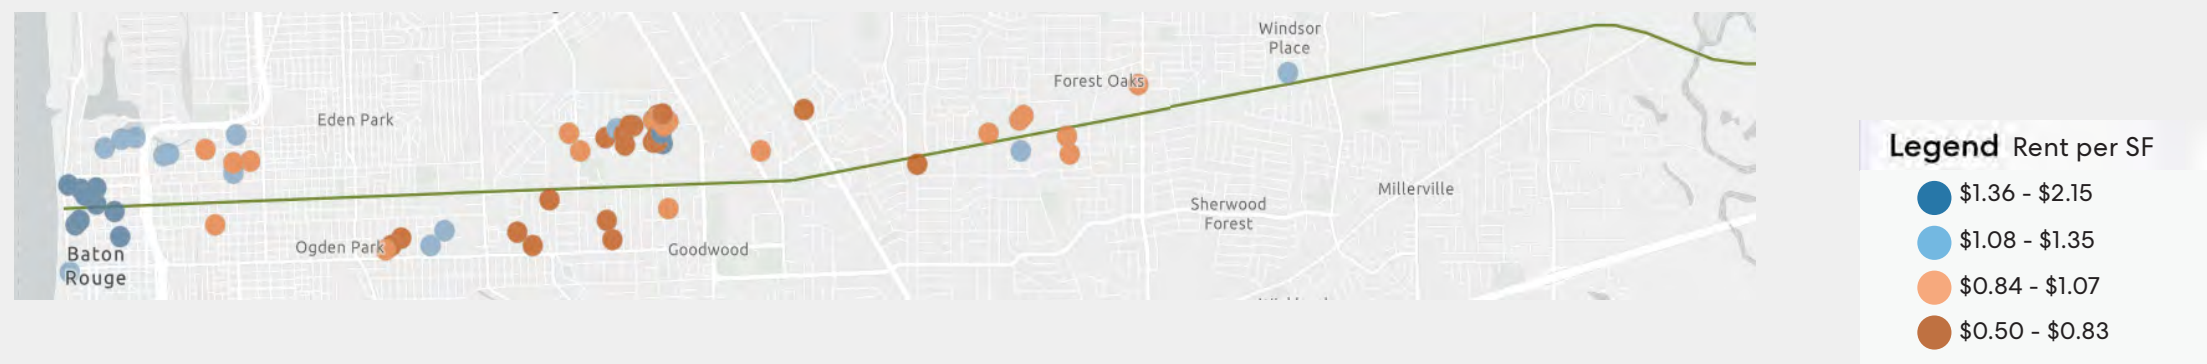 Windsor
Place
Forest Oaks
Eden Park
Millerville
Sherwood
Forest
Ogden Park
Goodwood
Baton
Rouge
Legend Rent per SF
$1.36 - $2.15
$1.08 - $1.35
$0.84 - $1.07
$0.50 - $0.83